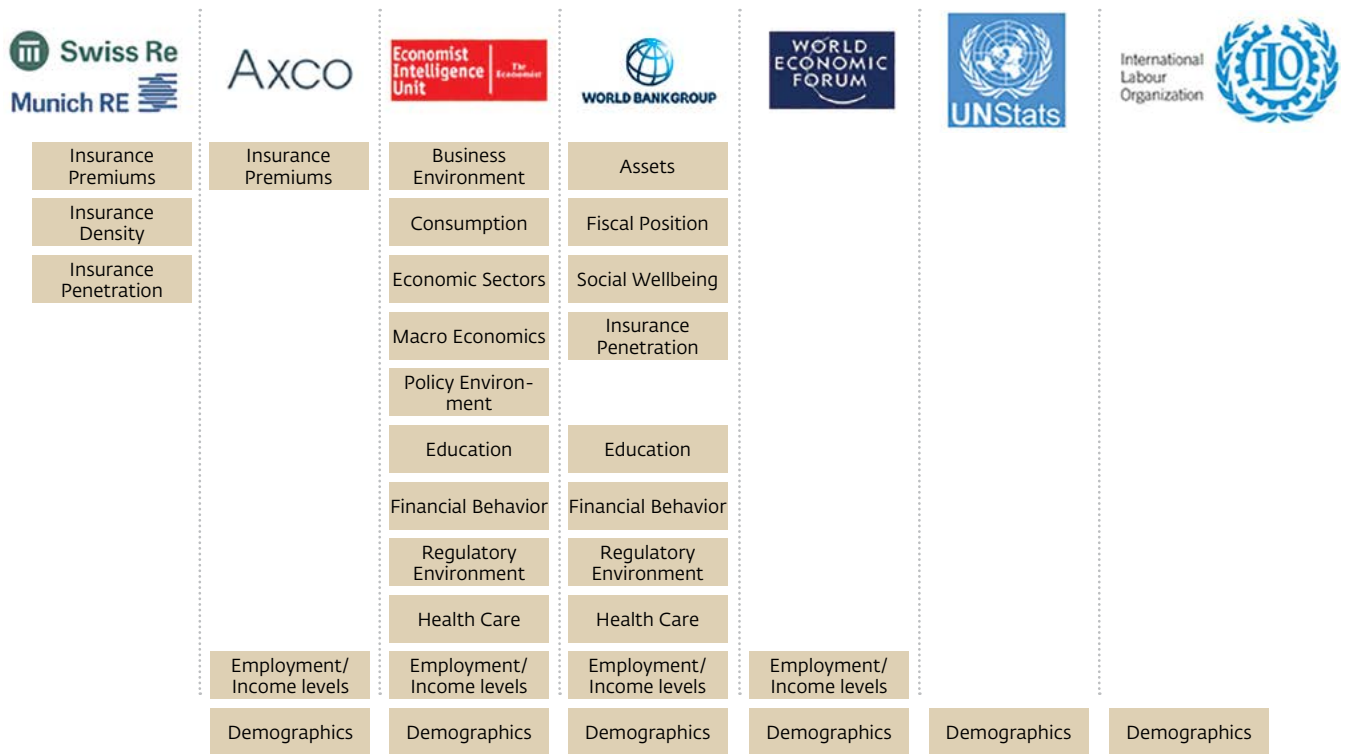 Swiss Re
Munich RE
AXCO
Economist
Intelligence
Unit
The
Economist
WORLD BANK GROUP
WORLD
ECONOMIC
FORUM
UNStats
International
Labour
Organization
ILO
Insurance
Premiums
Insurance
Premiums
Business
Environment
Assets
Insurance
Density
Consumption
Fiscal Position
Insurance
Penetration
Economic Sectors
Social Wellbeing
Macro Economics
Insurance
Penetration
Policy Environ-
ment
Education
Education
Financial Behavior
Financial Behavior
Regulatory
Environment
Regulatory
Environment
Health Care
Health Care
Employment/
Income levels
Employment/
Income levels
Employment/
Income levels
Employment/
Income levels
Demographics
Demographics
Demographics
Demographics
Demographics
Demographics